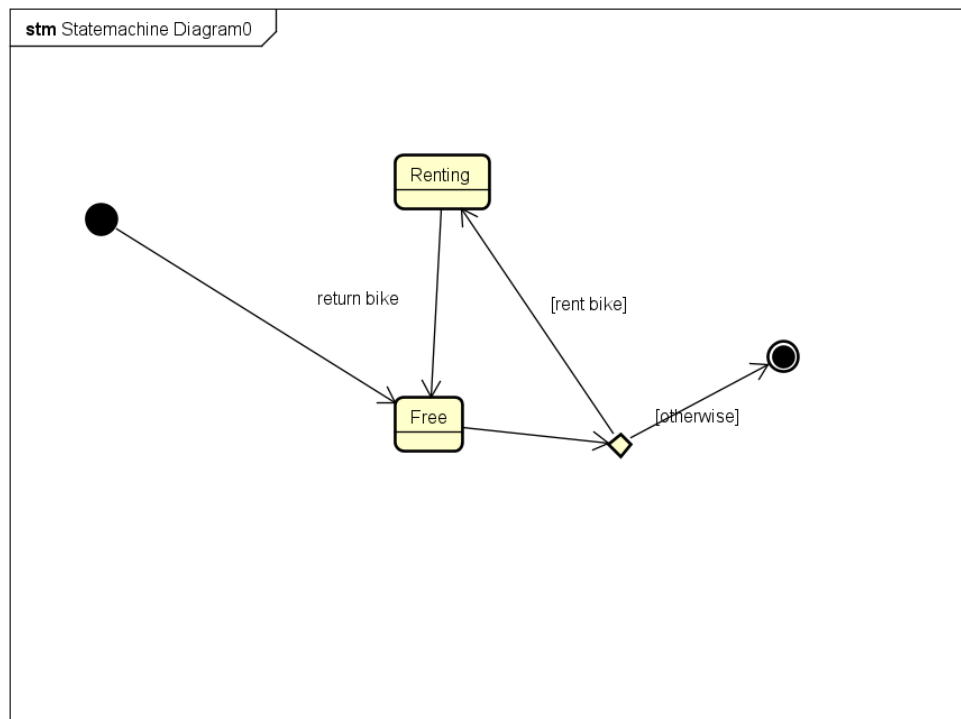 stm Statemachine Diagram0
Renting
return bike
[rent bike]
Free
[otherwise]